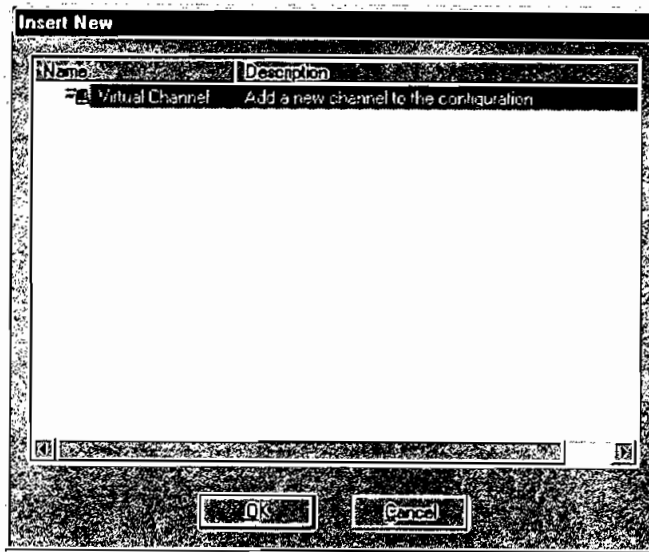 Insert New
Name Description
Virtual Channel Add a new channel to the configuration
OK Cancel